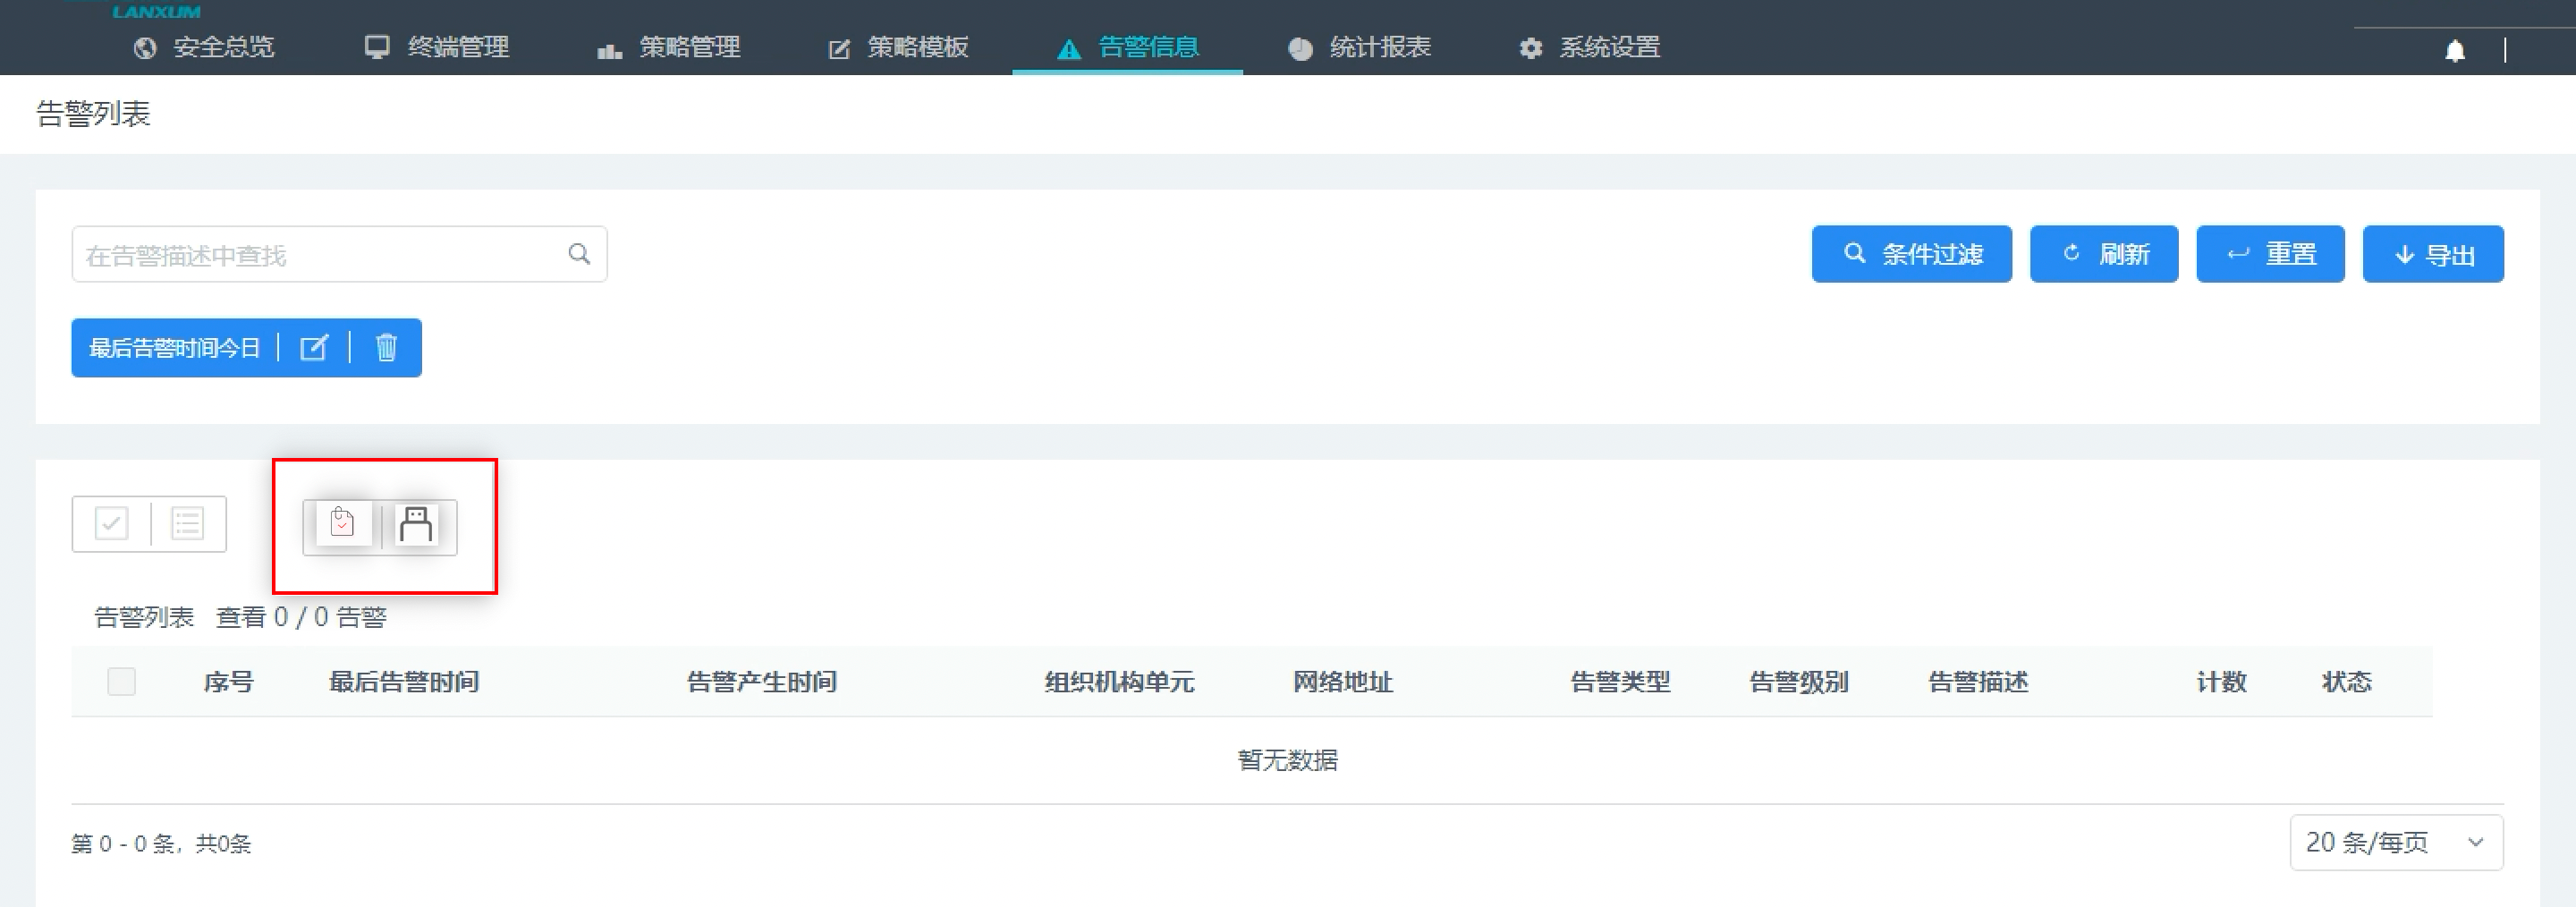 LANXUM
安全总览 终端管理 策略管理 策略模板 告警信息 统计报表 系统设置
告警列表
在告警描述中查找 条件过滤 刷新 重置 导出
最后告警时间今日
告警列表 查看 0 / 0 告警
序号 最后告警时间 告警产生时间 组织机构单元 网络地址 告警类型 告警级别 告警描述 计数 状态
暂无数据
第 0 - 0 条，共0条 20 条/每页